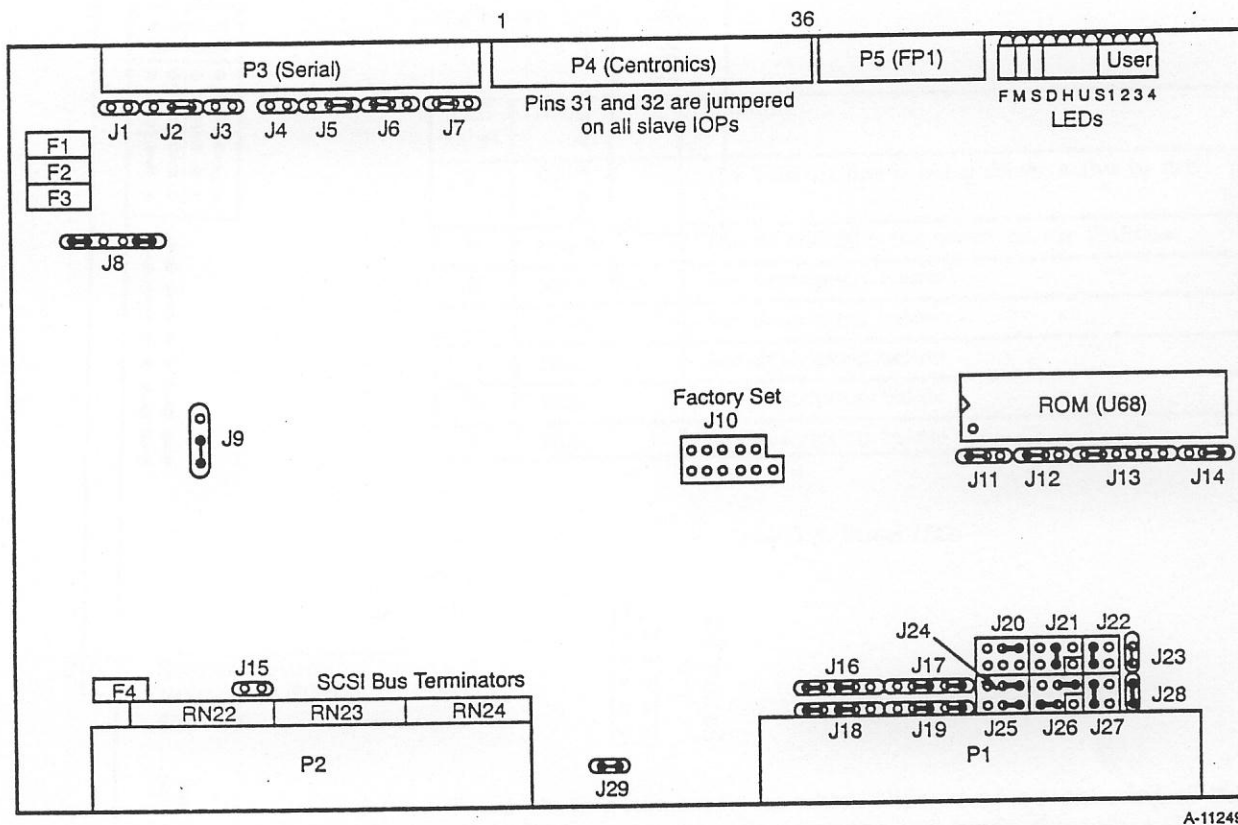 1 36
P3 (Serial) P4 (Centronics) P5 (FP1) User
F M S D H U S 1 2 3 4
LEDs
J1 J2 J3 J4 J5 J6 J7
Pins 31 and 32 are jumpered
on all slave IOPs
F1
F2
F3
J8
J9
Factory Set
J10
ROM (U68)
J11 J12 J13 J14
J24 J20 J21 J22
J23
J15 SCSI Bus Terminators J16 J17
F4
J28
RN22 RN23 RN24
J18 J19 J25 J26 J27
P2 P1
J29
A-11249